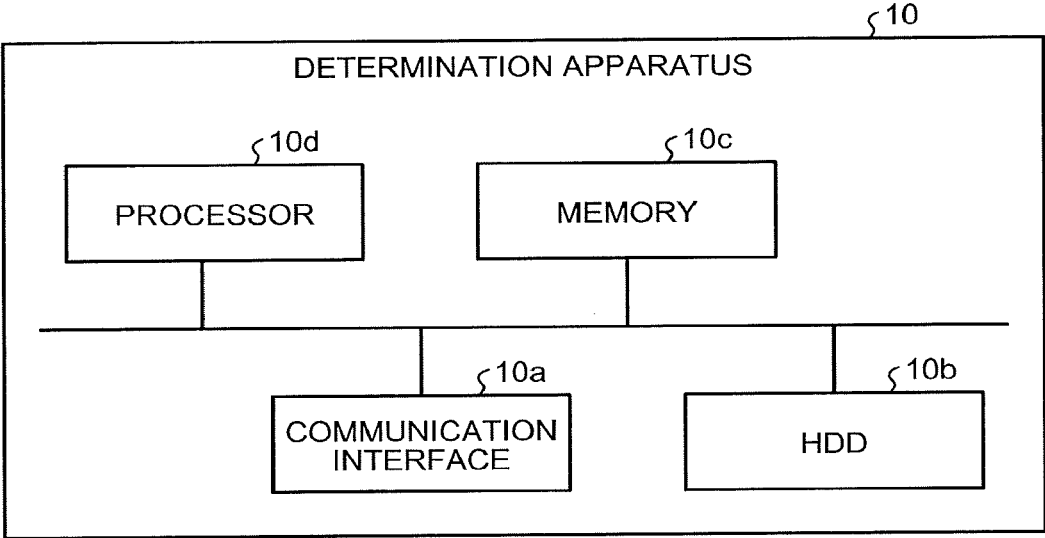 10
DETERMINATION APPARATUS
10d
10c
PROCESSOR
MEMORY
10a
10b
COMMUNICATION
INTERFACE
HDD